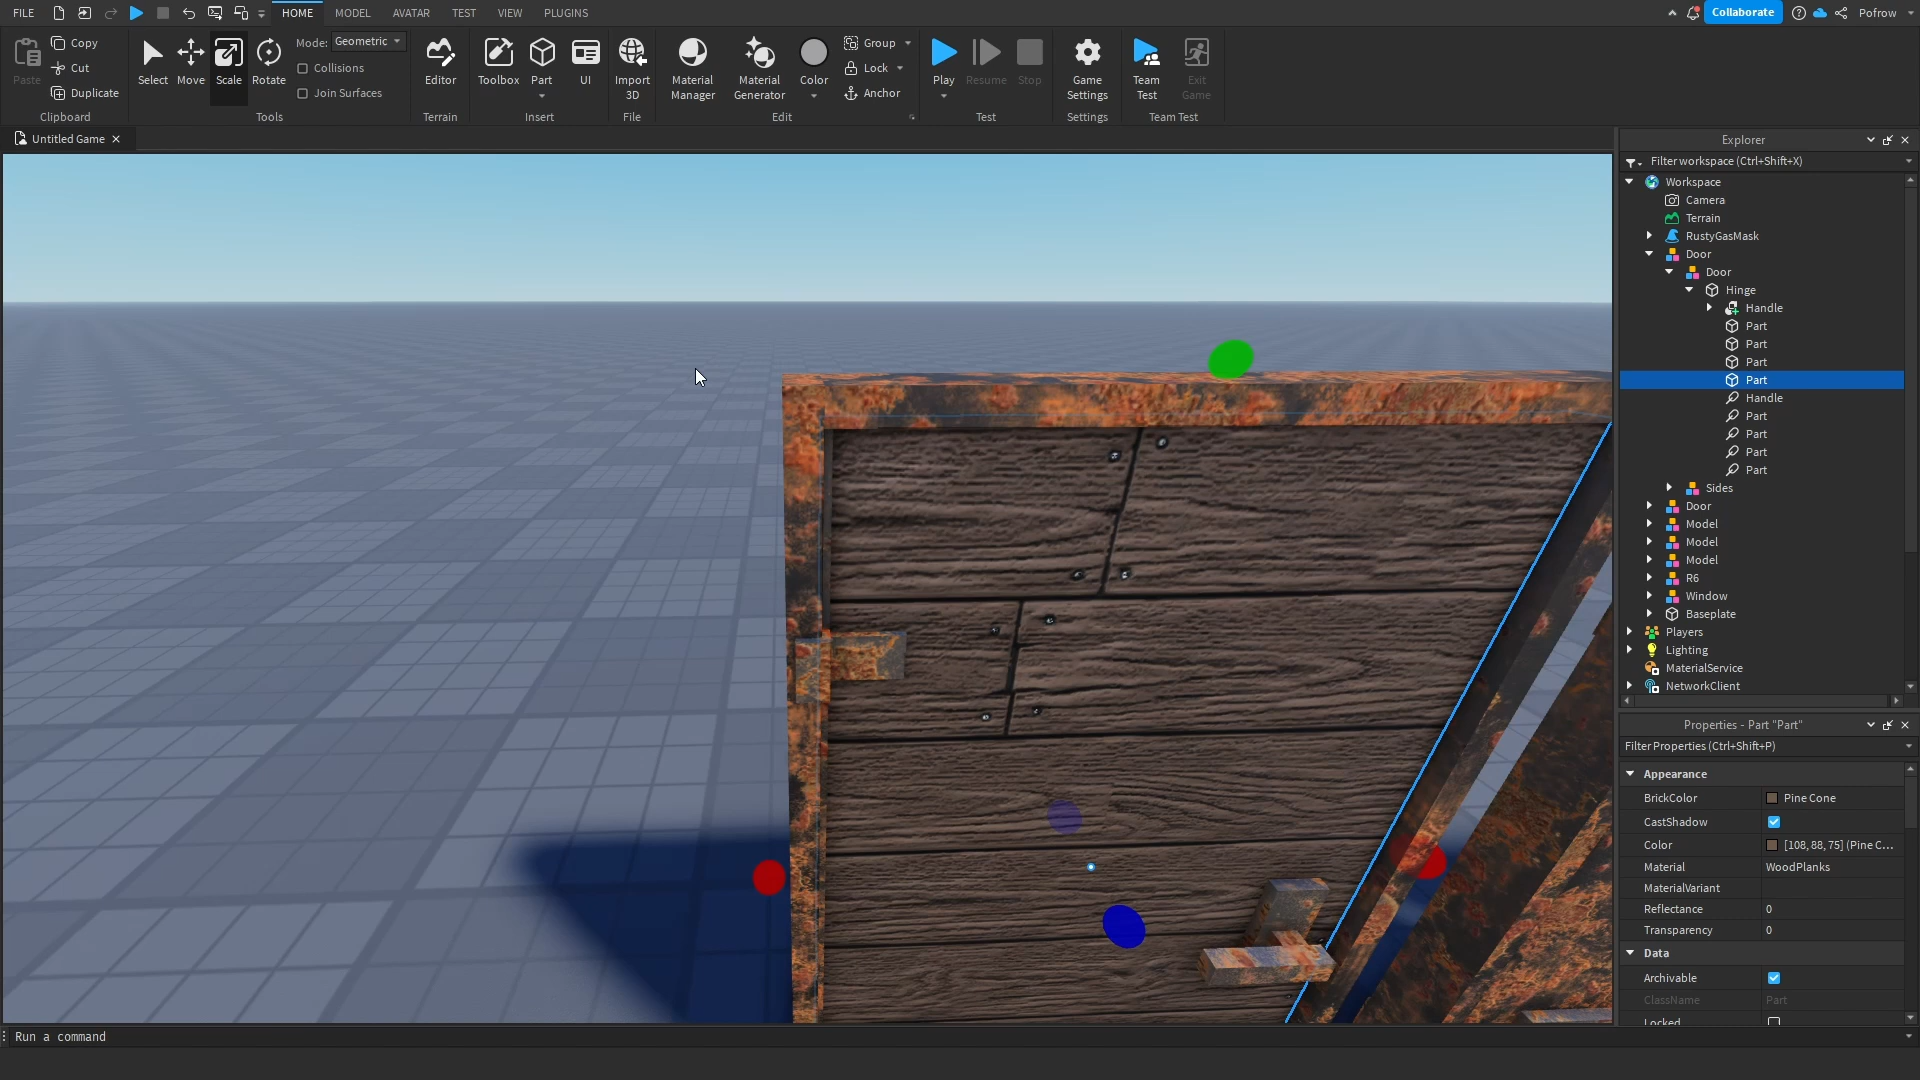 FILE
HOME
MODEL
AVATAR
TEST
VIEW
PLUGINS
Collaborate
Pofrow
Paste
Copy
Cut
Duplicate
Clipboard
Select
Move
Scale
Rotate
Mode: Geometric
Collisions
Join Surfaces
Tools
Editor
Terrain
Toolbox
Part
UI
Insert
Import
3D
File
Material
Manager
Material
Generator
Color
Group
Lock
Anchor
Edit
Play
Resume
Stop
Test
Game
Settings
Settings
Team
Test
Exit
Game
Team Test
Untitled Game
Explorer
Filter workspace (Ctrl+Shift+X)
Workspace
Camera
Terrain
RustyGasMask
Door
Door
Hinge
Handle
Part
Part
Part
Part
Handle
Part
Part
Part
Part
Sides
Door
Model
Model
Model
R6
Window
Baseplate
Players
Lighting
MaterialService
NetworkClient
Properties - Part "Part"
Filter Properties (Ctrl+Shift+P)
Appearance
BrickColor Pine Cone
CastShadow
Color [108, 88, 75] (Pine C...
Material WoodPlanks
MaterialVariant
Reflectance 0
Transparency 0
Data
Archivable
ClassName Part
Locked
Run a command